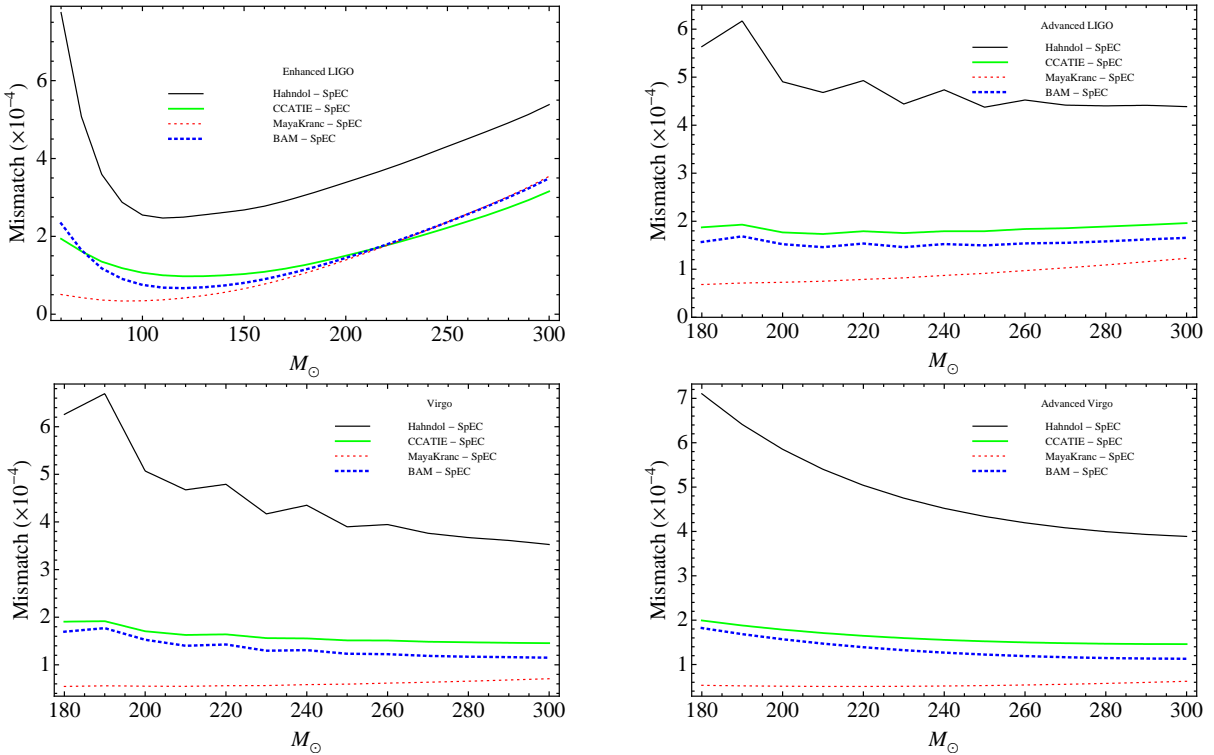 Enhanced LIGO
Hahndol – SpEC
CCATIE – SpEC
MayaKranc – SpEC
BAM – SpEC
Mismatch (×10⁻⁴)
6
4
2
0
100
150
200
250
300
M⊙
Advanced LIGO
Hahndol – SpEC
CCATIE – SpEC
MayaKranc – SpEC
BAM – SpEC
Mismatch (×10⁻⁴)
6
5
4
3
2
1
0
180
200
220
240
260
280
300
M⊙
Virgo
Hahndol – SpEC
CCATIE – SpEC
MayaKranc – SpEC
BAM – SpEC
Mismatch (×10⁻⁴)
6
5
4
3
2
1
180
200
220
240
260
280
300
M⊙
Advanced Virgo
Hahndol – SpEC
CCATIE – SpEC
MayaKranc – SpEC
BAM – SpEC
Mismatch (×10⁻⁴)
7
6
5
4
3
2
1
180
200
220
240
260
280
300
M⊙